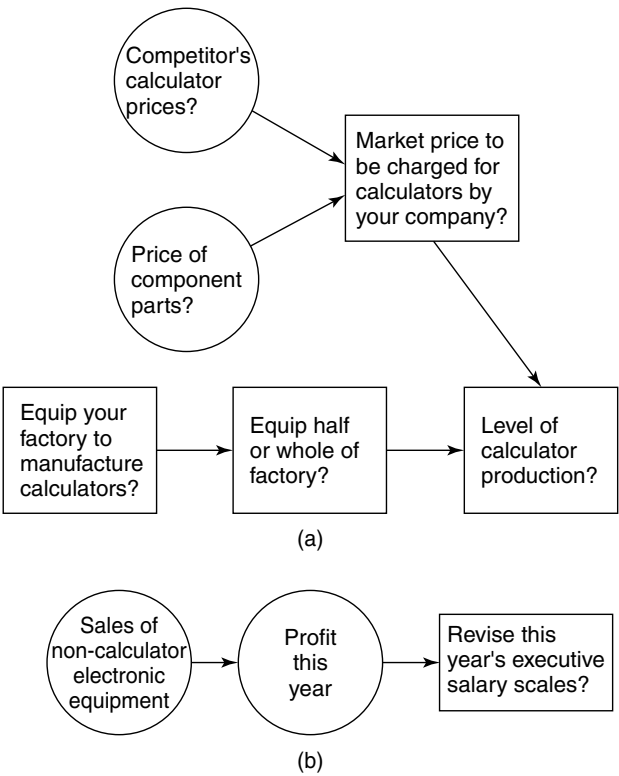 Competitor's
calculator
prices?
Market price to
be charged for
calculators by
your company?
Price of
component
parts?
Equip your
factory to
manufacture
calculators?
Equip half
or whole of
factory?
Level of
calculator
production?
(a)
Sales of
non-calculator
electronic
equipment
Profit
this
year
Revise this
year's executive
salary scales?
(b)